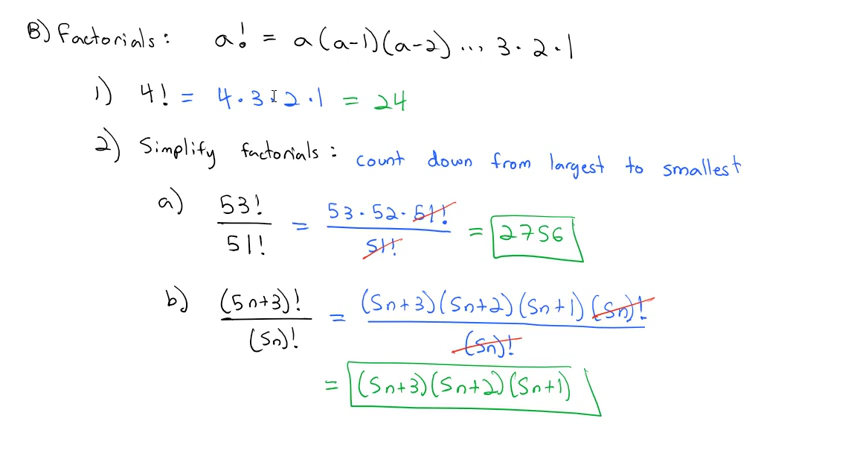 B) Factorials: a! = a(a-1)(a-2) ... 3 · 2 · 1
1) 4! = 4 · 3 · 2 · 1 = 24
2) Simplify factorials: count down from largest to smallest
a) 53!/51! = (53 · 52 · 51!)/51! = 2756
b) (5n+3)!/(5n)! = (5n+3)(5n+2)(5n+1)(5n)!/(5n)!
= (5n+3)(5n+2)(5n+1)